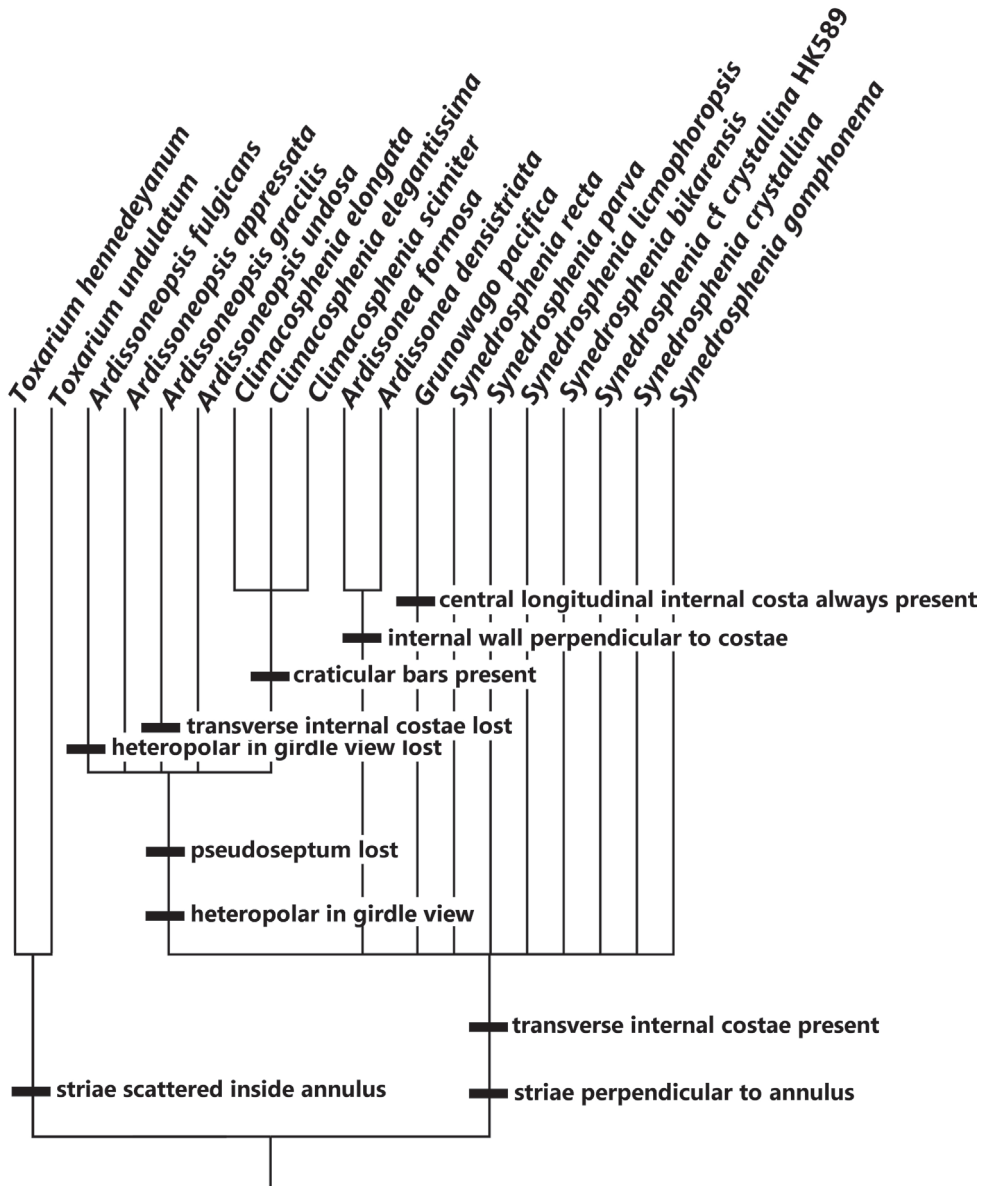 Toxarium hennedeyanum
Toxarium undulatum
Ardissoneopsis fulgicans
Ardissoneopsis appressata
Ardissoneopsis gracilis
Ardissoneopsis undosa
Climacosphenia elongata
Climacosphenia elegantissima
Climacosphenia scimiter
Ardissonea formosa
Ardissonea densistriata
Grunowago pacifica
Synedrosphenia recta
Synedrosphenia parva
Synedrosphenia licmophoropsis
Synedrosphenia bikarensis
Synedrosphenia cf crystallina HK589
Synedrosphenia crystallina
Synedrosphenia gomphonema
central longitudinal internal costa always present
internal wall perpendicular to costae
craticular bars present
transverse internal costae lost
heteropolar in girdle view lost
pseudoseptum lost
heteropolar in girdle view
transverse internal costae present
striae scattered inside annulus
striae perpendicular to annulus